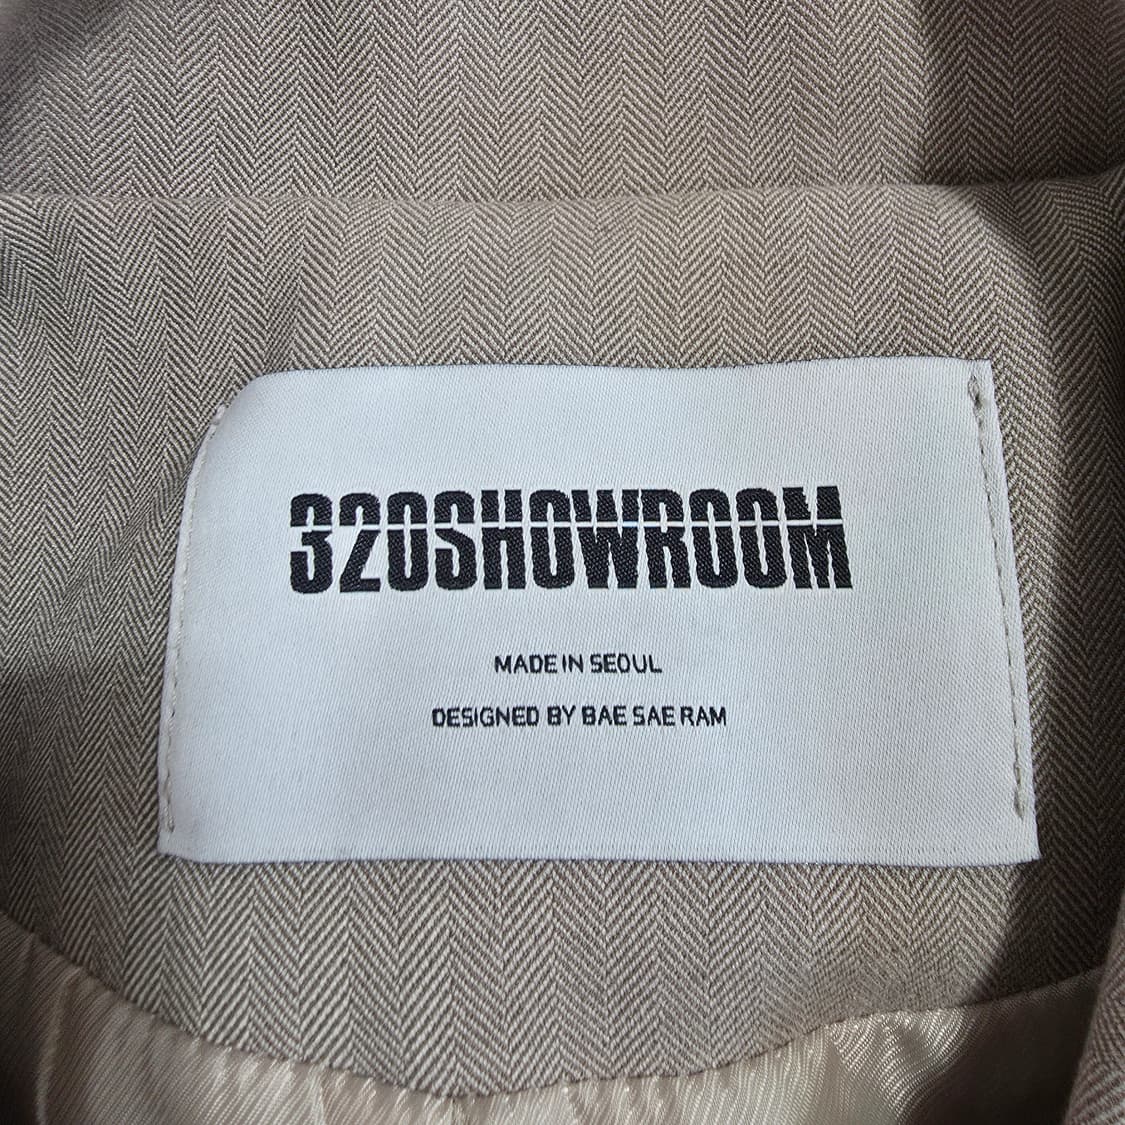 320SHOWROOM
MADE IN SEOUL
DESIGNED BY BAE SAE RAM